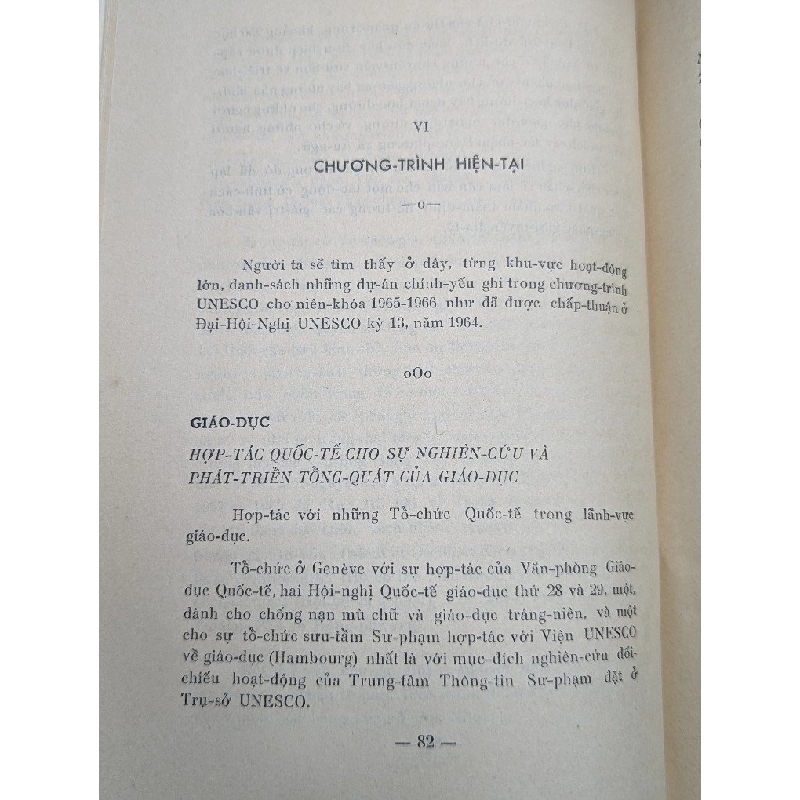 VI
CHƯƠNG-TRÌNH HIỆN-TẠI
—o—
Người ta sẽ tìm thấy ở đây, từng khu-vực hoạt-động
lớn, danh-sách những dự-án chính-yếu ghi trong chương-trình
UNESCO cho niên-khóa 1965-1966 như đã được chấp-thuận ở
Đại-Hội-Nghị UNESCO kỳ 13, năm 1964.
oOo
GIÁO-DỤC
HỢP-TÁC QUỐC-TẾ CHO SỰ NGHIÊN-CỨU VÀ
PHÁT-TRIỂN TỔNG-QUÁT CỦA GIÁO-DỤC
Hợp-tác với những Tổ-chức Quốc-tế trong lãnh-vực
giáo-dục.
Tổ-chức ở Genève với sự hợp-tác của Văn-phòng Giáo-
dục Quốc-tế, hai Hội-nghị Quốc-tế giáo-dục thứ 28 và 29, một,
dành cho chống nạn mù chữ và giáo-dục tráng-niên, và một
cho sự tổ-chức sưu-tầm Sư-phạm hợp-tác với Viện UNESCO
về giáo-dục (Hambourg) nhất là với mục-đích nghiên-cứu đối-
chiếu hoạt-động của Trung-tâm Thông-tin Sư-phạm đặt ở
Trụ-sở UNESCO.
— 82 —